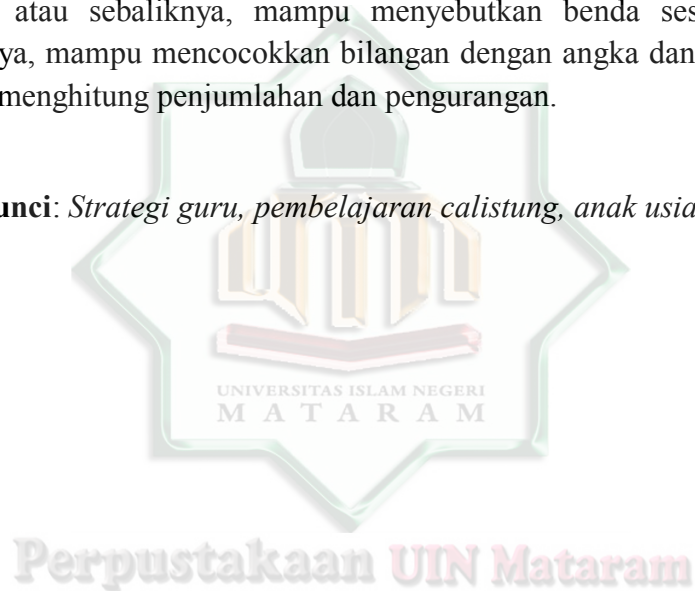 atau sebaliknya, mampu menyebutkan benda ses
ya, mampu mencocokkan bilangan dengan angka dan
menghitung penjumlahan dan pengurangan.
unci: Strategi guru, pembelajaran calistung, anak usia
UNIVERSITAS ISLAM NEGERI
MATARAM
Perpustakaan UIN Mataram